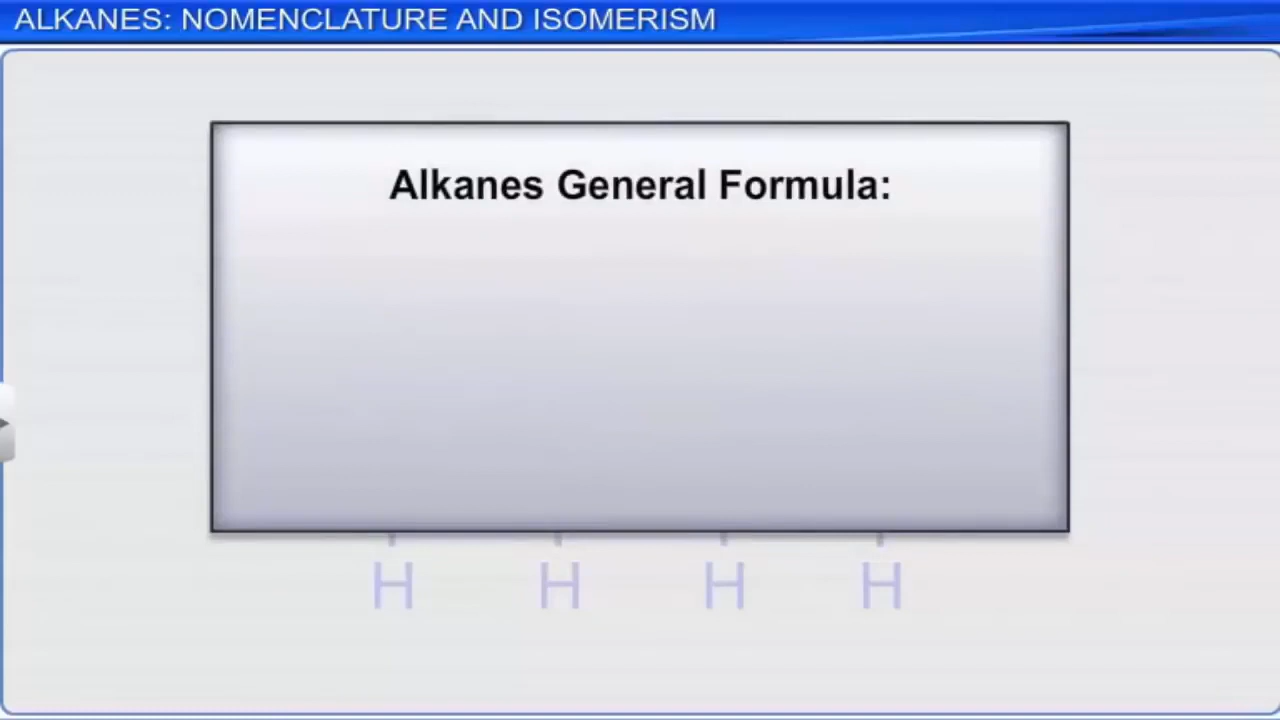 ALKANES: NOMENCLATURE AND ISOMERISM
Alkanes General Formula:
H H H H